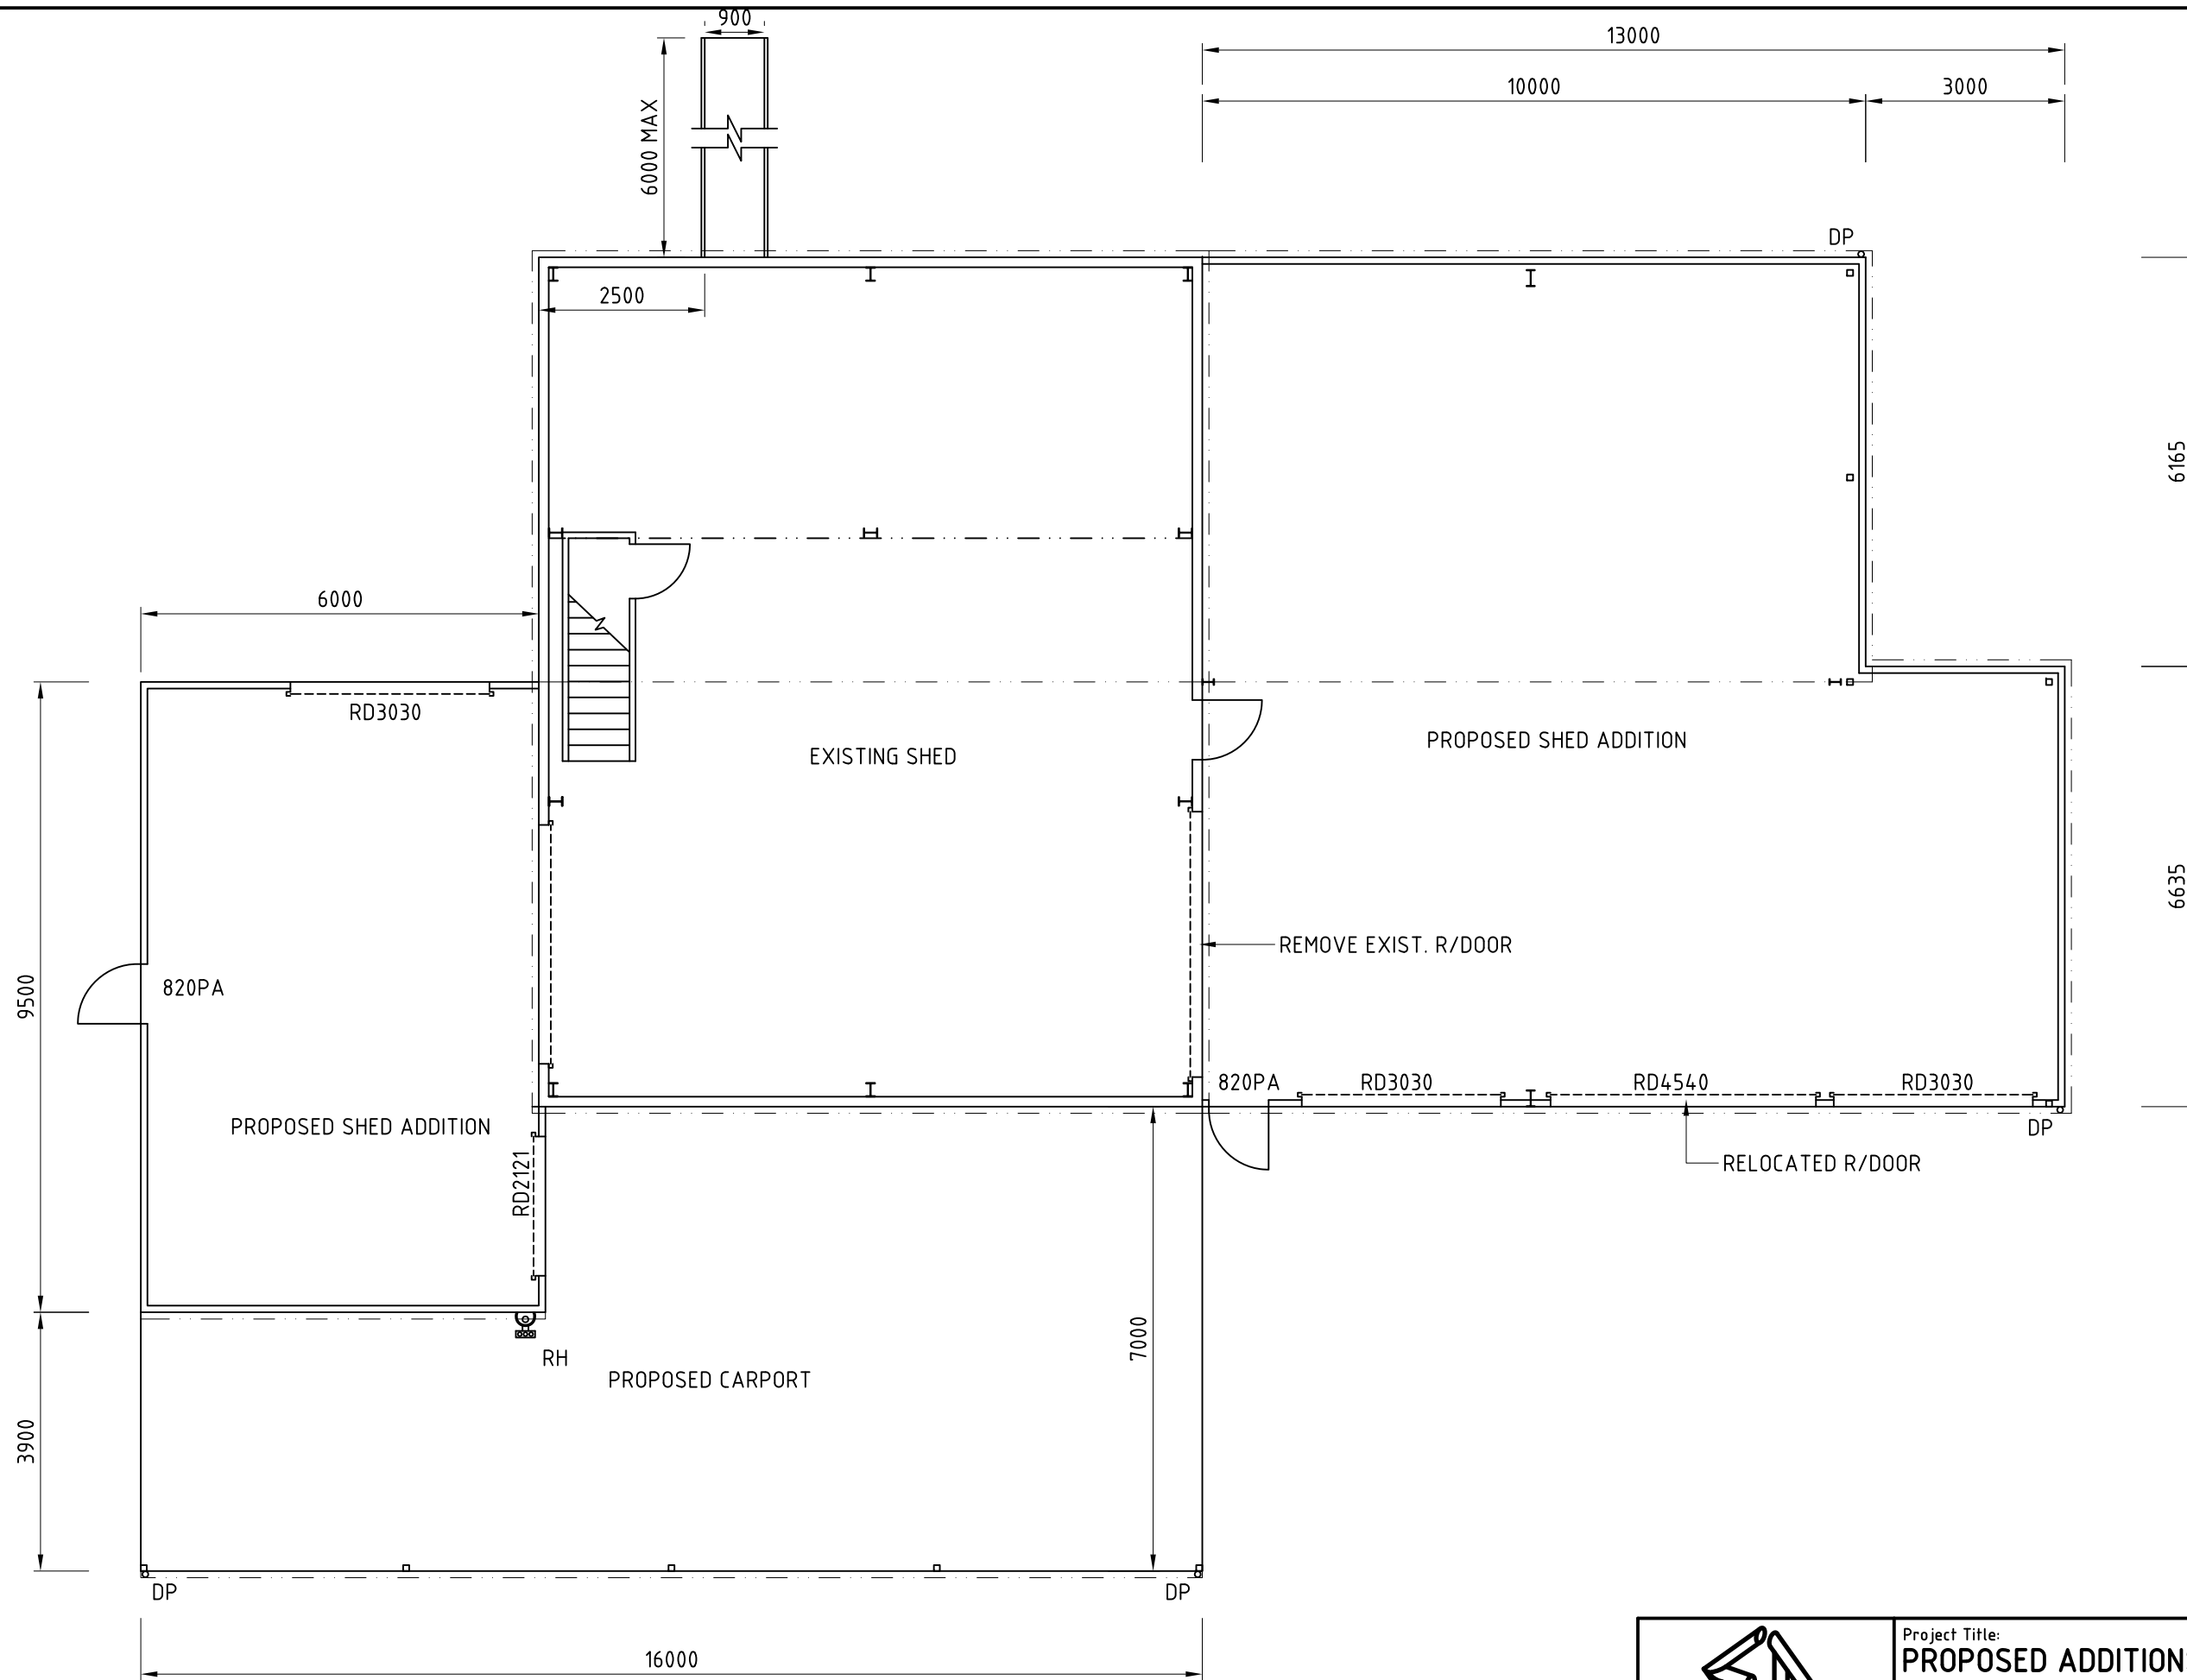 900
13000
10000
3000
6000 MAX
DP
2500
6165
6000
RD3030
EXISTING SHED
PROPOSED SHED ADDITION
6635
REMOVE EXIST. R/DOOR
9500
820PA
820PA
RD3030
RD4540
RD3030
PROPOSED SHED ADDITION
DP
RD2121
RELOCATED R/DOOR
7000
RH
PROPOSED CARPORT
3900
DP
DP
16000
Project Title:
PROPOSED ADDITIONS